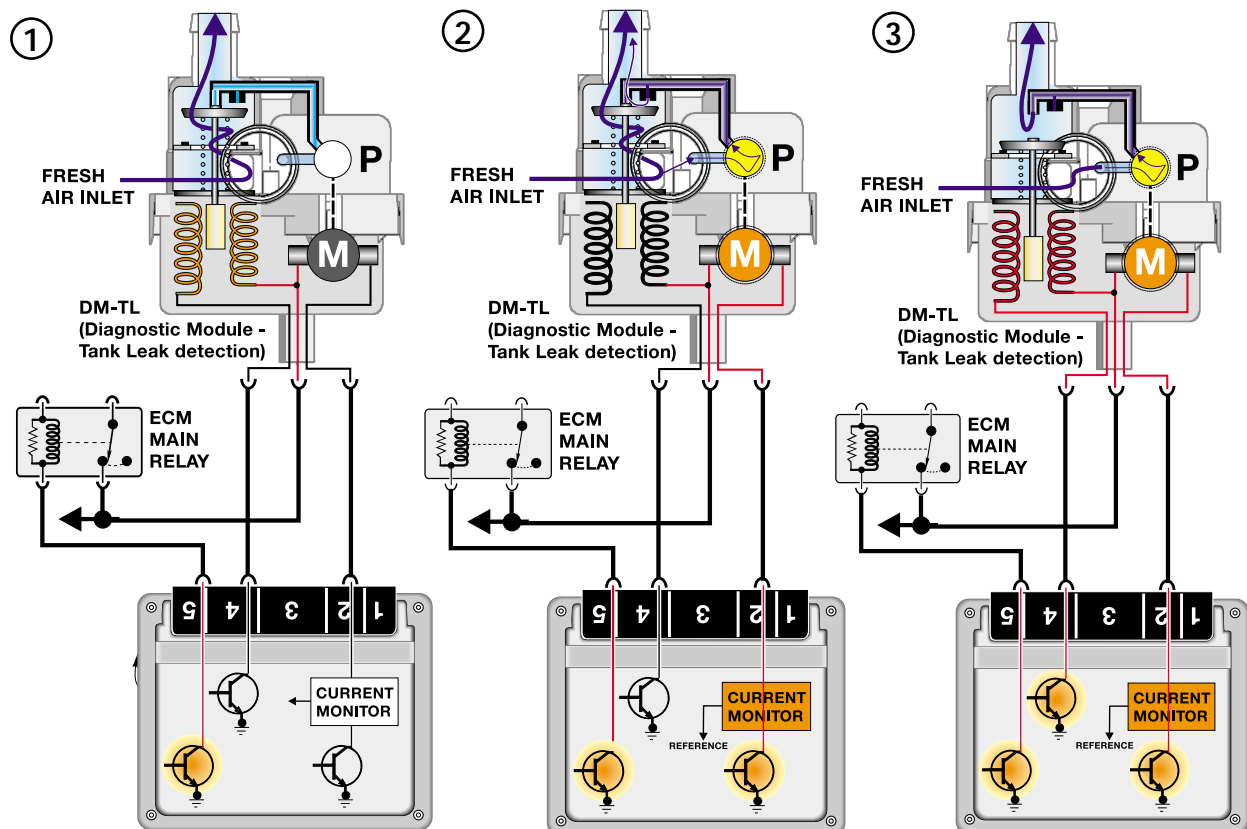 1
P
FRESH
AIR INLET
M
DM-TL
(Diagnostic Module -
Tank Leak detection)
ECM
MAIN
RELAY
5
4
3
2
1
CURRENT
MONITOR
2
P
FRESH
AIR INLET
M
DM-TL
(Diagnostic Module -
Tank Leak detection)
ECM
MAIN
RELAY
5
4
3
2
1
CURRENT
MONITOR
REFERENCE
3
P
FRESH
AIR INLET
M
DM-TL
(Diagnostic Module -
Tank Leak detection)
ECM
MAIN
RELAY
5
4
3
2
1
CURRENT
MONITOR
REFERENCE